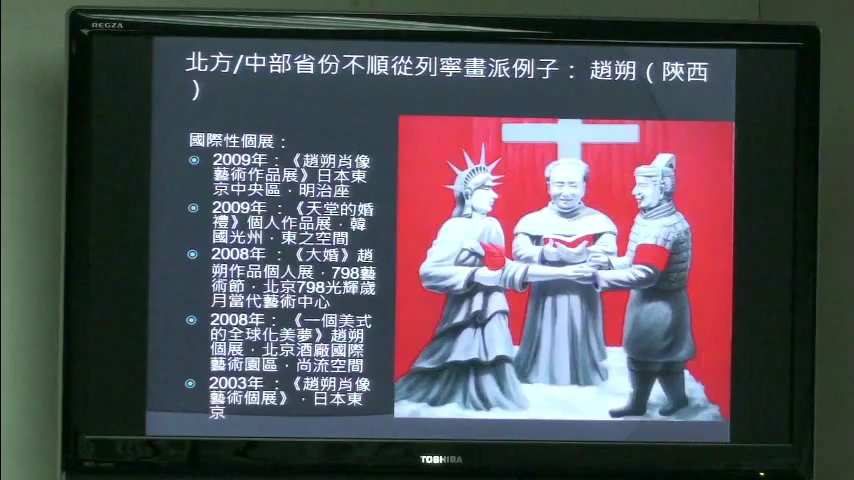 REGZA
北方/中部省份不順從列寧畫派例子： 趙朔（陝西
）
國際性個展：
2009年：《趙朔肖像
藝術作品展》日本東
京中央區．明治座
2009年 ：《天堂的婚
禮》個人作品展．韓
國光州．東之空間
2008年 ：《大婚》趙
朔作品個人展．798藝
術節．北京798光輝歲
月當代藝術中心
2008年：《一個美式
的全球化美夢》趙朔
個展．北京酒廠國際
藝術園區．尚流空間
2003年 ：《趙朔肖像
藝術個展》．日本東
京
TOSHIBA